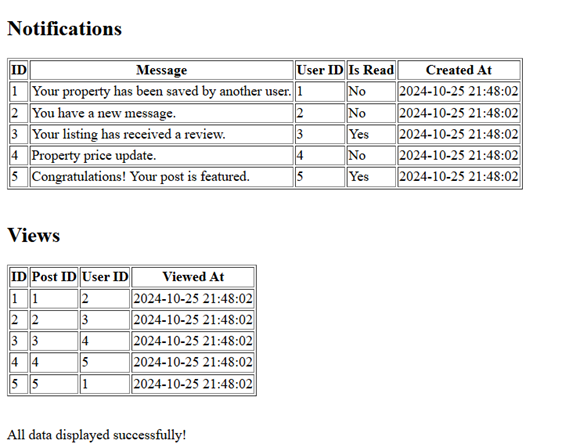 Notifications
ID Message User ID Is Read Created At
1 Your property has been saved by another user. 1 No 2024-10-25 21:48:02
2 You have a new message. 2 No 2024-10-25 21:48:02
3 Your listing has received a review. 3 Yes 2024-10-25 21:48:02
4 Property price update. 4 No 2024-10-25 21:48:02
5 Congratulations! Your post is featured. 5 Yes 2024-10-25 21:48:02
Views
ID Post ID User ID Viewed At
1 1 2 2024-10-25 21:48:02
2 2 3 2024-10-25 21:48:02
3 3 4 2024-10-25 21:48:02
4 4 5 2024-10-25 21:48:02
5 5 1 2024-10-25 21:48:02
All data displayed successfully!